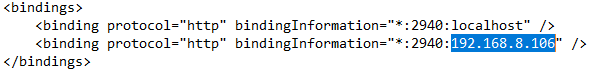 <bindings>
<binding protocol="http" bindingInformation="*:2940:localhost" />
<binding protocol="http" bindingInformation="*:2940:192.168.8.106" />
</bindings>